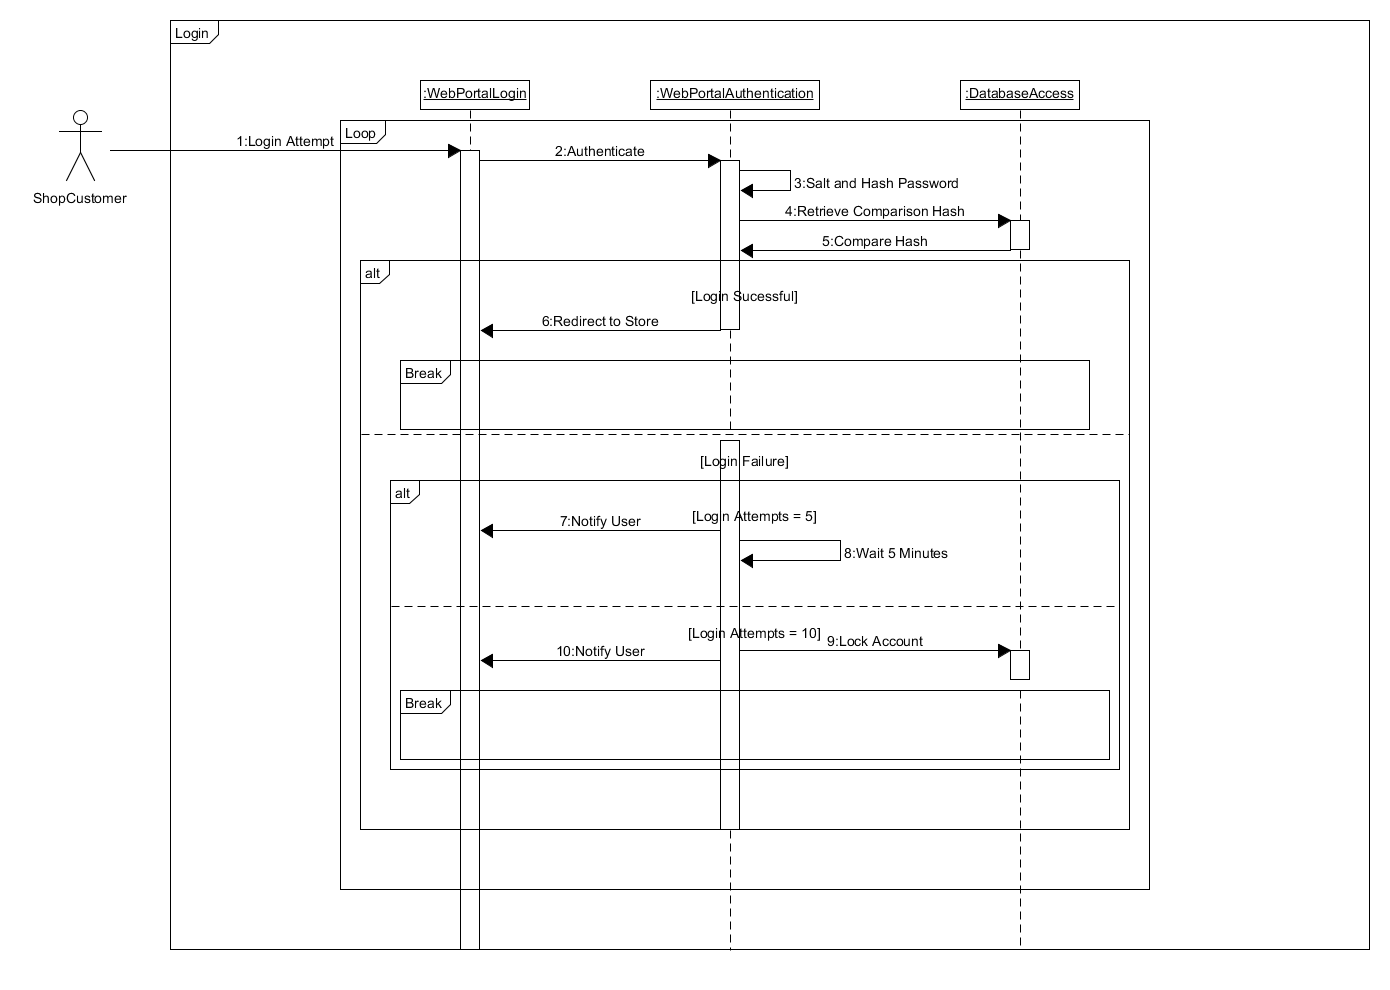 Login
:WebPortalLogin
:WebPortalAuthentication
:DatabaseAccess
Loop
1:Login Attempt
2:Authenticate
3:Salt and Hash Password
ShopCustomer
4:Retrieve Comparison Hash
5:Compare Hash
alt
[Login Sucessful]
6:Redirect to Store
Break
[Login Failure]
alt
[Login Attempts = 5]
7:Notify User
8:Wait 5 Minutes
[Login Attempts = 10]
9:Lock Account
10:Notify User
Break